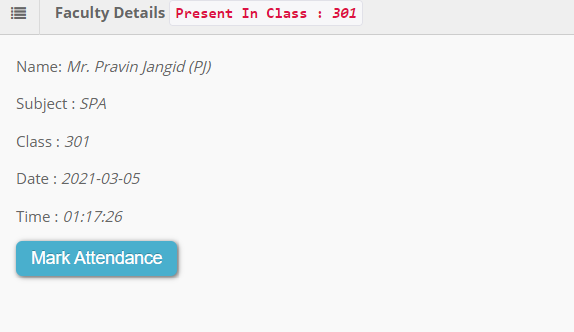 Faculty Details Present In Class : 301
Name: Mr. Pravin Jangid (PJ)
Subject : SPA
Class : 301
Date : 2021-03-05
Time : 01:17:26
Mark Attendance